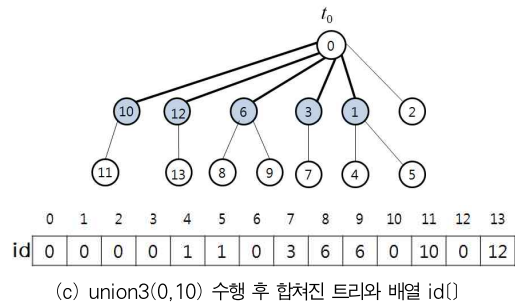 t₀
0
10 12 6 3 1 2
11 13 8 9 7 4 5
0 1 2 3 4 5 6 7 8 9 10 11 12 13
id 0 0 0 0 1 1 0 3 6 6 0 10 0 12
(c) union3(0,10) 수행 후 합쳐진 트리와 배열 id[]